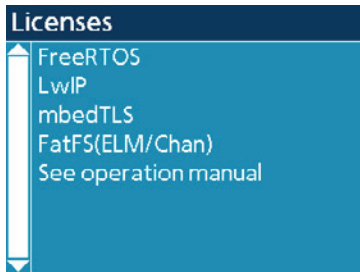 Licenses
FreeRTOS
LwIP
mbedTLS
FatFS(ELM/Chan)
See operation manual